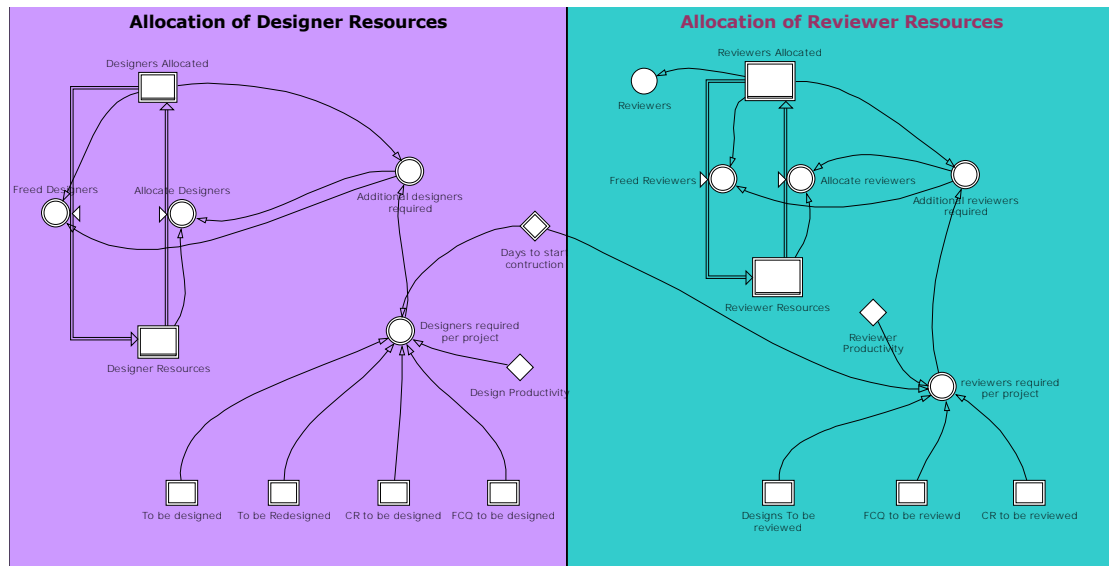 Allocation of Designer Resources
Designers Allocated
Freed Designers
Allocate Designers
Additional designers
required
Days to start
contruction
Designers required
per project
Designer Resources
Design Productivity
To be designed
To be Redesigned
CR to be designed
FCQ to be designed
Allocation of Reviewer Resources
Reviewers Allocated
Reviewers
Freed Reviewers
Allocate reviewers
Additional reviewers
required
Reviewer Resources
Reviewer
Productivity
reviewers required
per project
Designs To be
reviewed
FCQ to be reviewd
CR to be reviewed